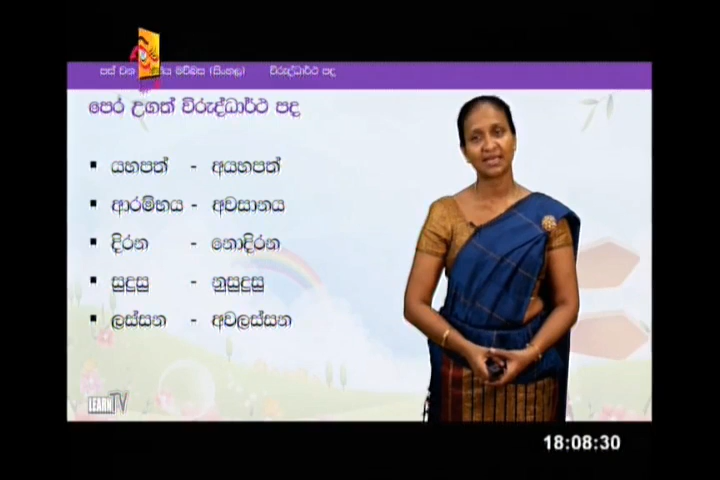 සිංහල) විරුද්ධාර්ථ පද
පෙර උගත් විරුද්ධාර්ථ පද
▪ යහපත් - අයහපත්
▪ ආරම්භය - අවසානය
▪ දිරන - නොදිරන
▪ සුදුසු - නුසුදුසු
▪ ලස්සන - අවලස්සන
LEARN TV
18:08:30